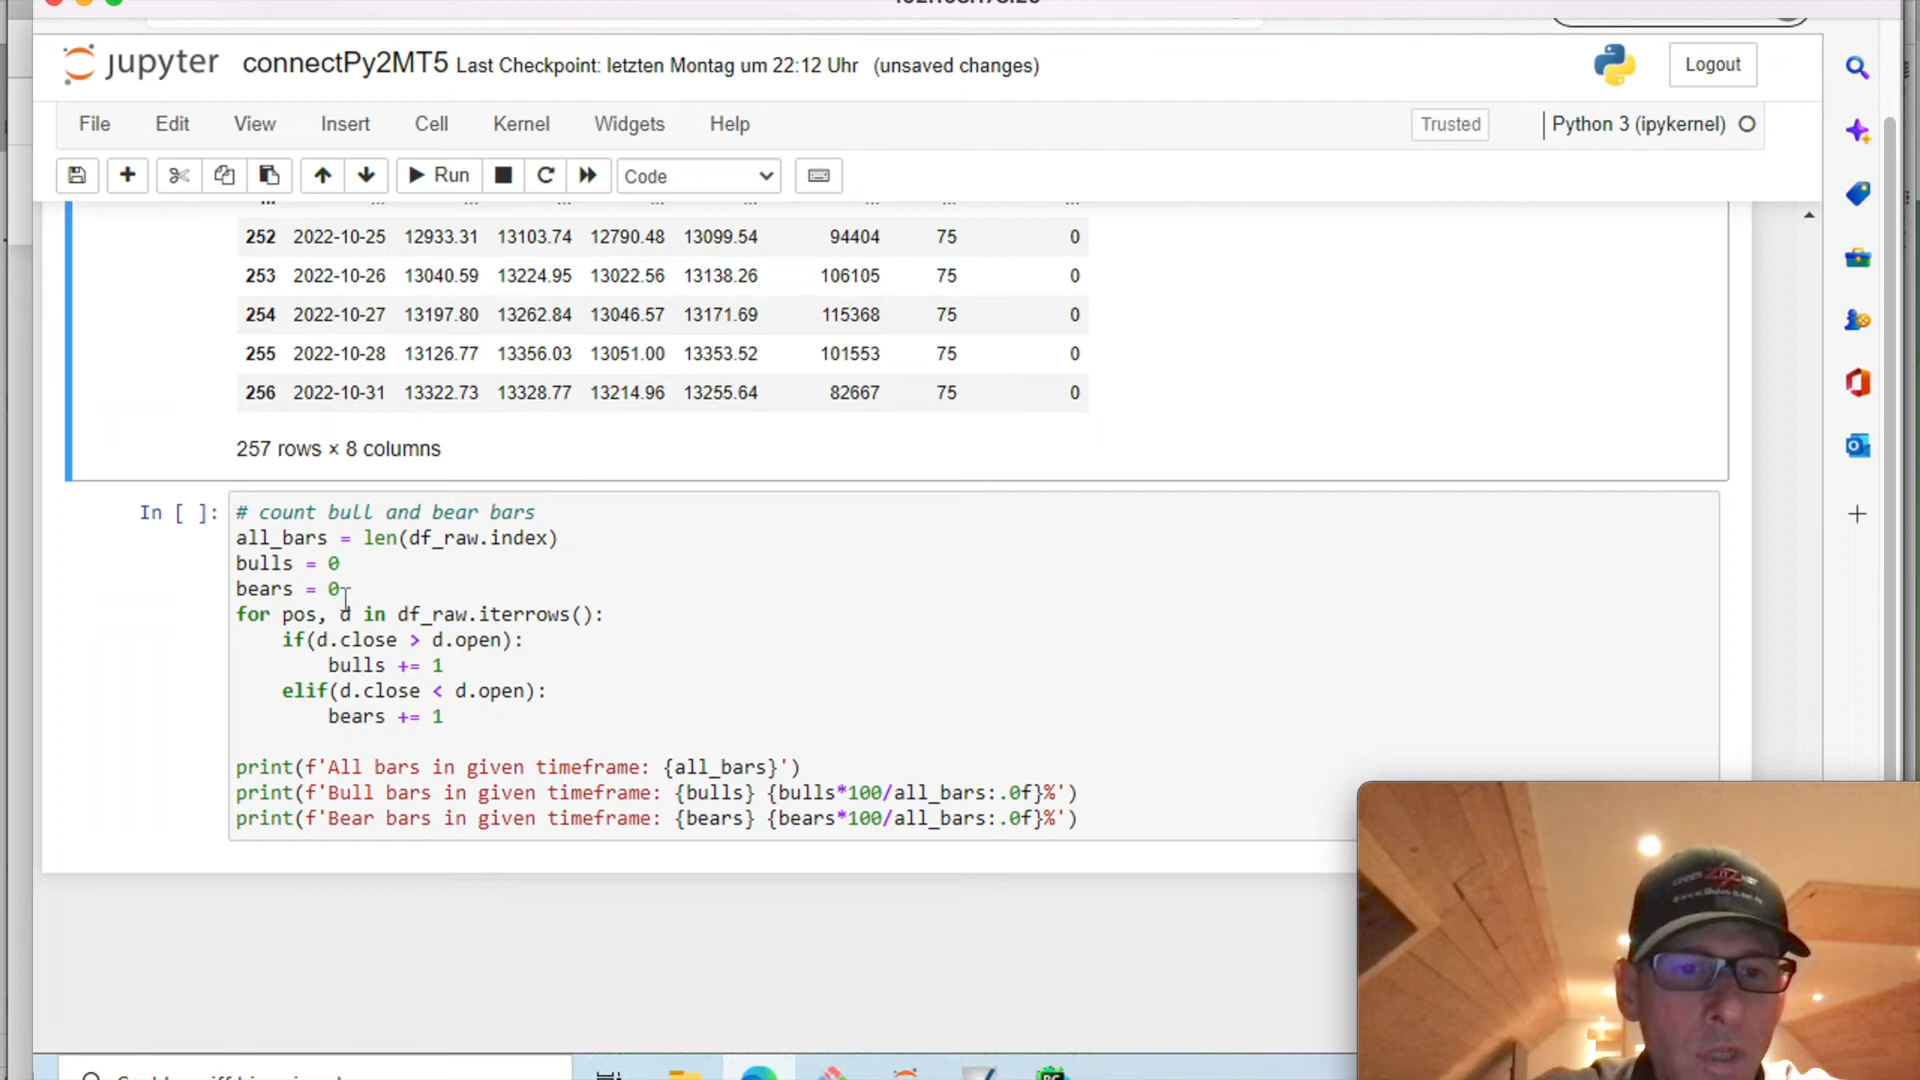 jupyter connectPy2MT5 Last Checkpoint: letzten Montag um 22:12 Uhr (unsaved changes) Logout
File Edit View Insert Cell Kernel Widgets Help Trusted Python 3 (ipykernel)
Run Code
252 2022-10-25 12933.31 13103.74 12790.48 13099.54 94404 75 0
253 2022-10-26 13040.59 13224.95 13022.56 13138.26 106105 75 0
254 2022-10-27 13197.80 13262.84 13046.57 13171.69 115368 75 0
255 2022-10-28 13126.77 13356.03 13051.00 13353.52 101553 75 0
256 2022-10-31 13322.73 13328.77 13214.96 13255.64 82667 75 0
257 rows × 8 columns
In [ ]: # count bull and bear bars
all_bars = len(df_raw.index)
bulls = 0
bears = 0
for pos, d in df_raw.iterrows():
if(d.close > d.open):
bulls += 1
elif(d.close < d.open):
bears += 1
print(f'All bars in given timeframe: {all_bars}')
print(f'Bull bars in given timeframe: {bulls} {bulls*100/all_bars:.0f}%')
print(f'Bear bars in given timeframe: {bears} {bears*100/all_bars:.0f}%')